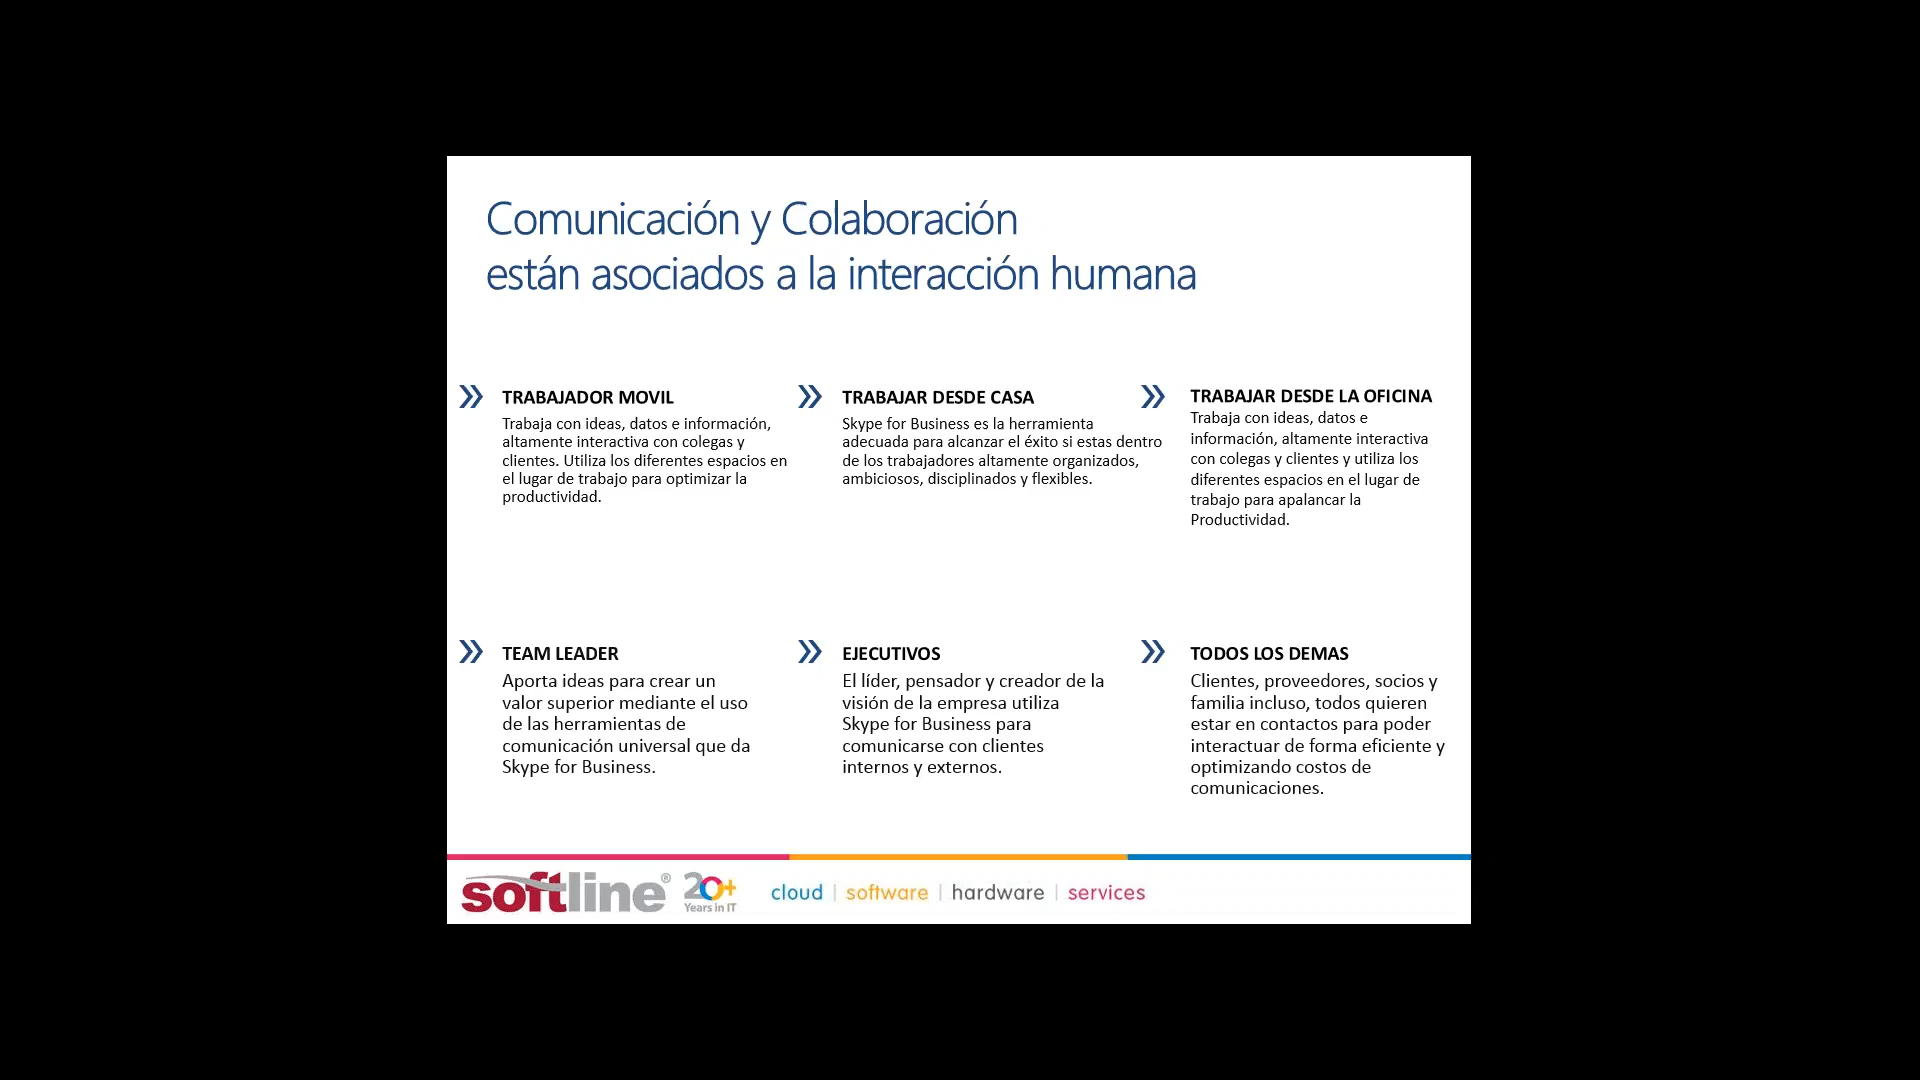 Comunicación y Colaboración
están asociados a la interacción humana
TRABAJADOR MOVIL
Trabaja con ideas, datos e información,
altamente interactiva con colegas y
clientes. Utiliza los diferentes espacios en
el lugar de trabajo para optimizar la
productividad.
TRABAJAR DESDE CASA
Skype for Business es la herramienta
adecuada para alcanzar el éxito si estas dentro
de los trabajadores altamente organizados,
ambiciosos, disciplinados y flexibles.
TRABAJAR DESDE LA OFICINA
Trabaja con ideas, datos e
información, altamente interactiva
con colegas y clientes y utiliza los
diferentes espacios en el lugar de
trabajo para apalancar la
Productividad.
TEAM LEADER
Aporta ideas para crear un
valor superior mediante el uso
de las herramientas de
comunicación universal que da
Skype for Business.
EJECUTIVOS
El líder, pensador y creador de la
visión de la empresa utiliza
Skype for Business para
comunicarse con clientes
internos y externos.
TODOS LOS DEMAS
Clientes, proveedores, socios y
familia incluso, todos quieren
estar en contactos para poder
interactuar de forma eficiente y
optimizando costos de
comunicaciones.
softline® 20+ Years in IT
cloud | software | hardware | services